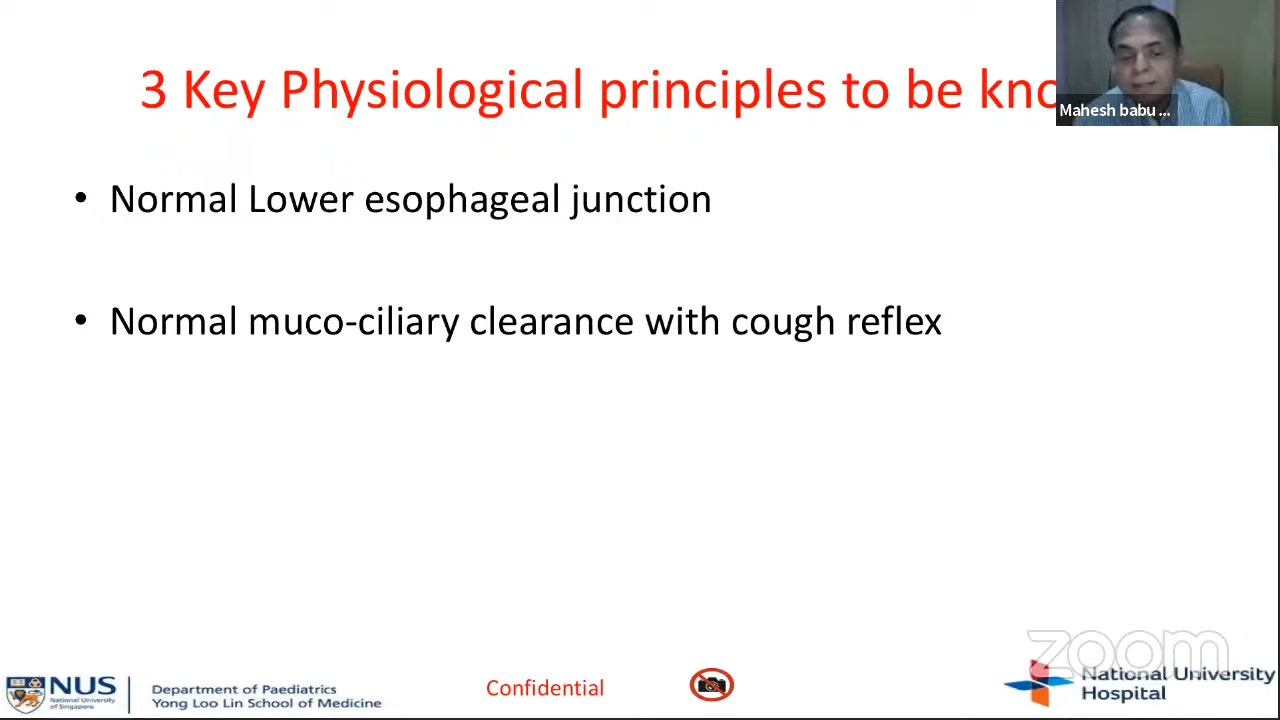 3 Key Physiological principles to be kno
Mahesh babu ...
• Normal Lower esophageal junction
• Normal muco-ciliary clearance with cough reflex
zoom
NUS
National University
of Singapore
Department of Paediatrics
Yong Loo Lin School of Medicine
Confidential
National University
Hospital